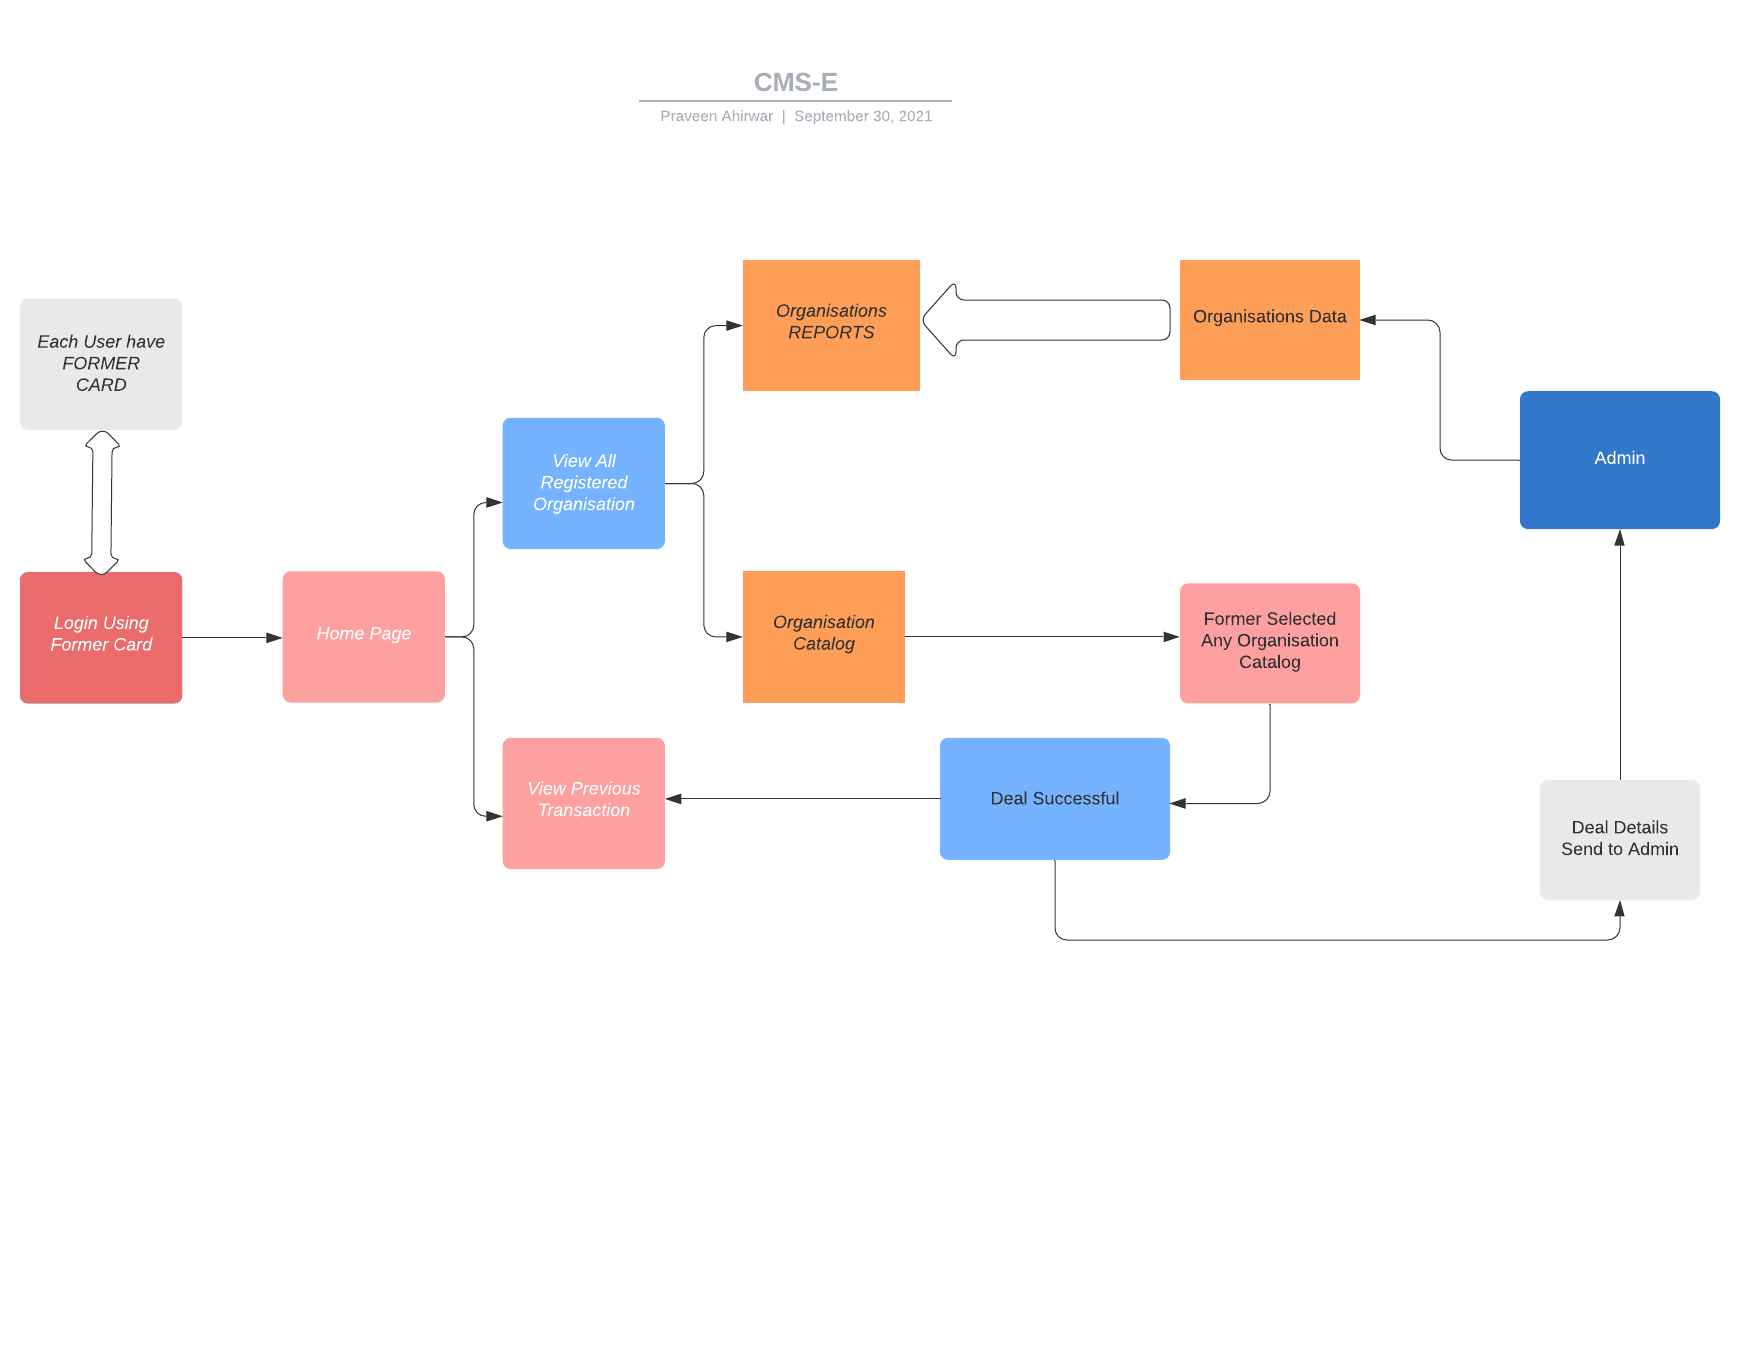 CMS-E
Praveen Ahirwar | September 30, 2021
Each User have
FORMER
CARD
Login Using
Former Card
Home Page
View All
Registered
Organisation
View Previous
Transaction
Organisations
REPORTS
Organisation
Catalog
Organisations Data
Former Selected
Any Organisation
Catalog
Deal Successful
Admin
Deal Details
Send to Admin